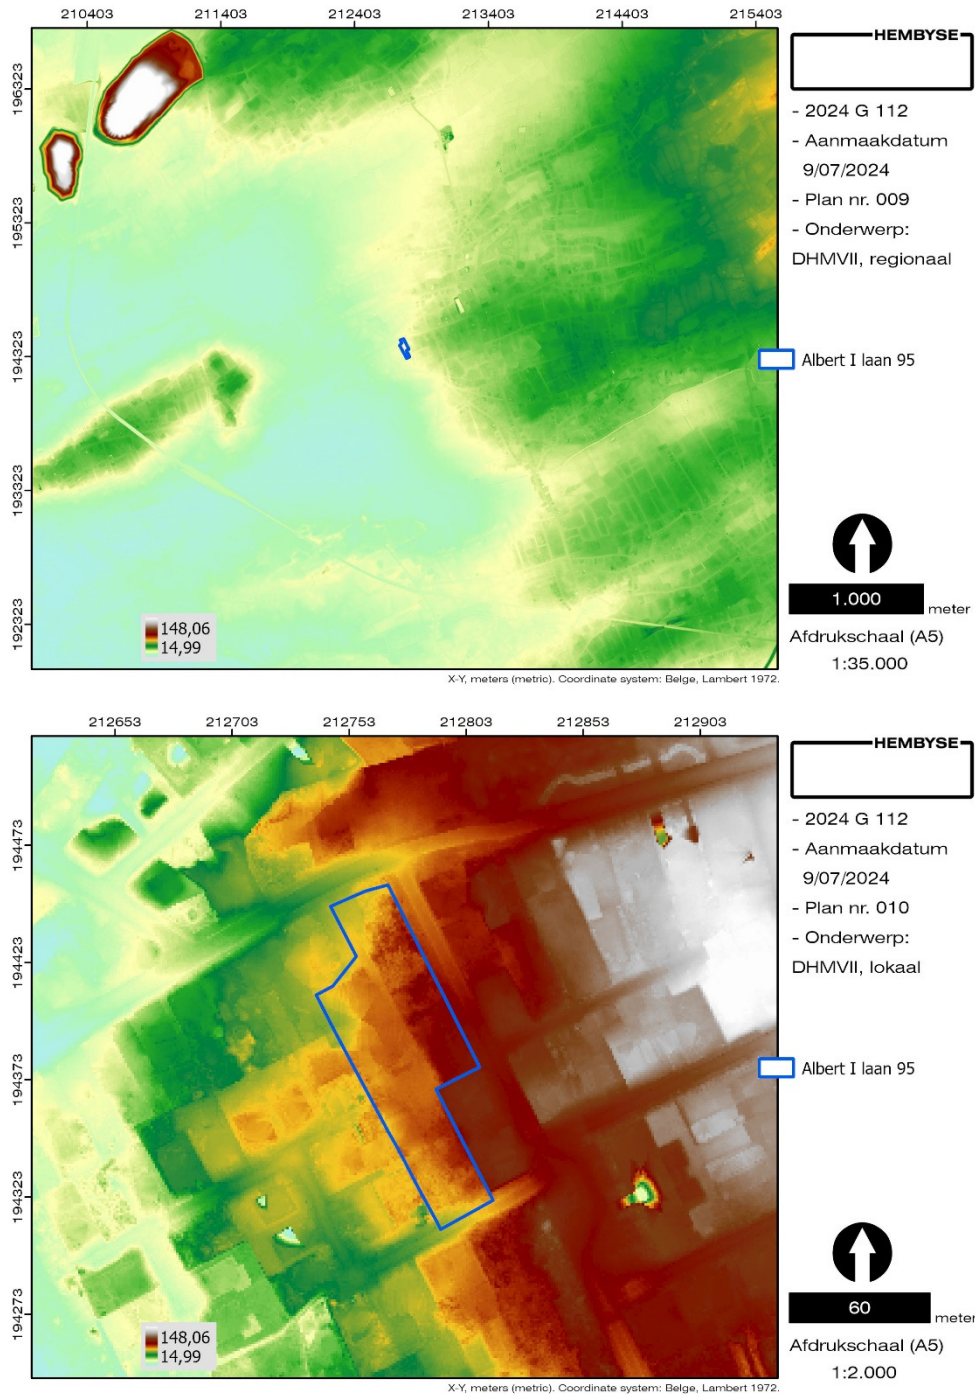 210403 211403 212403 213403 214403 215403
196323
195323
194323
193323
192323
148,06
14,99
X-Y, meters (metric). Coordinate system: Belge, Lambert 1972.
HEMBYSE
- 2024 G 112
- Aanmaakdatum
9/07/2024
- Plan nr. 009
- Onderwerp:
DHMVII, regionaal
Albert I laan 95
1.000 meter
Afdrukschaal (A5)
1:35.000
212653 212703 212753 212803 212853 212903
194473
194423
194373
194323
194273
148,06
14,99
X-Y, meters (metric). Coordinate system: Belge, Lambert 1972.
HEMBYSE
- 2024 G 112
- Aanmaakdatum
9/07/2024
- Plan nr. 010
- Onderwerp:
DHMVII, lokaal
Albert I laan 95
60 meter
Afdrukschaal (A5)
1:2.000